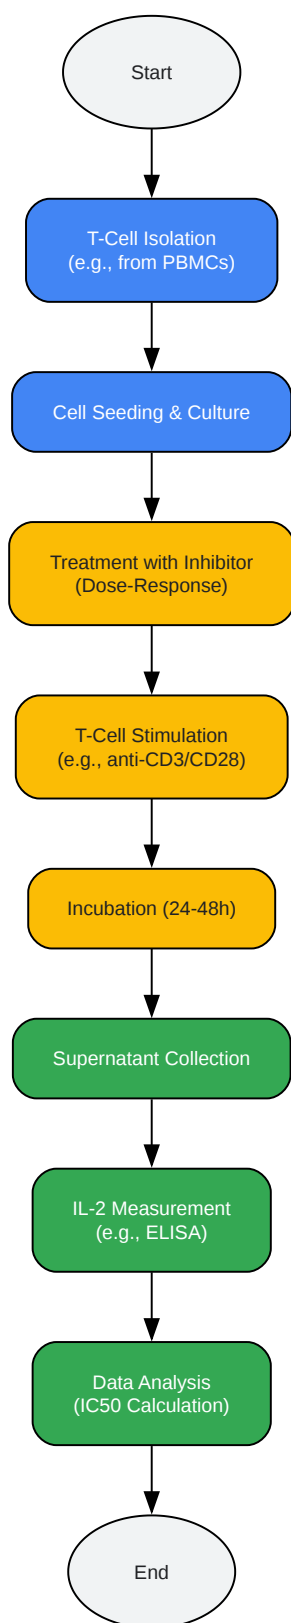 Start
T-Cell Isolation
(e.g., from PBMCs)
Cell Seeding & Culture
Treatment with Inhibitor
(Dose-Response)
T-Cell Stimulation
(e.g., anti-CD3/CD28)
Incubation (24-48h)
Supernatant Collection
IL-2 Measurement
(e.g., ELISA)
Data Analysis
(IC50 Calculation)
End